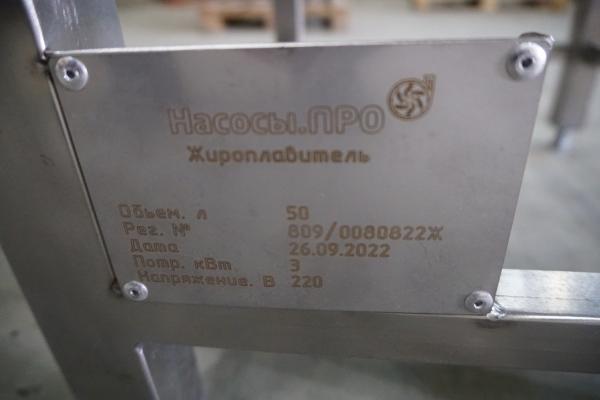 Насосы.ПРО
Жироплавитель
Объем. л 50
Рег. № 809/0080822Ж
Дата 26.09.2022
Потр. кВт 3
Напряжение. В 220